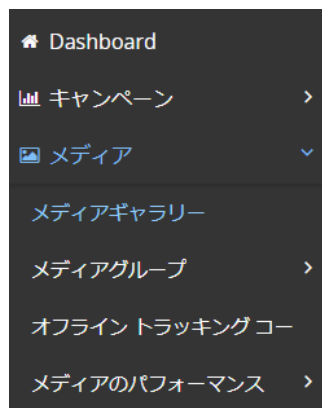 Dashboard
キャンペーン
メディア
メディアギャラリー
メディアグループ
オフライン トラッキング コー
メディアのパフォーマンス